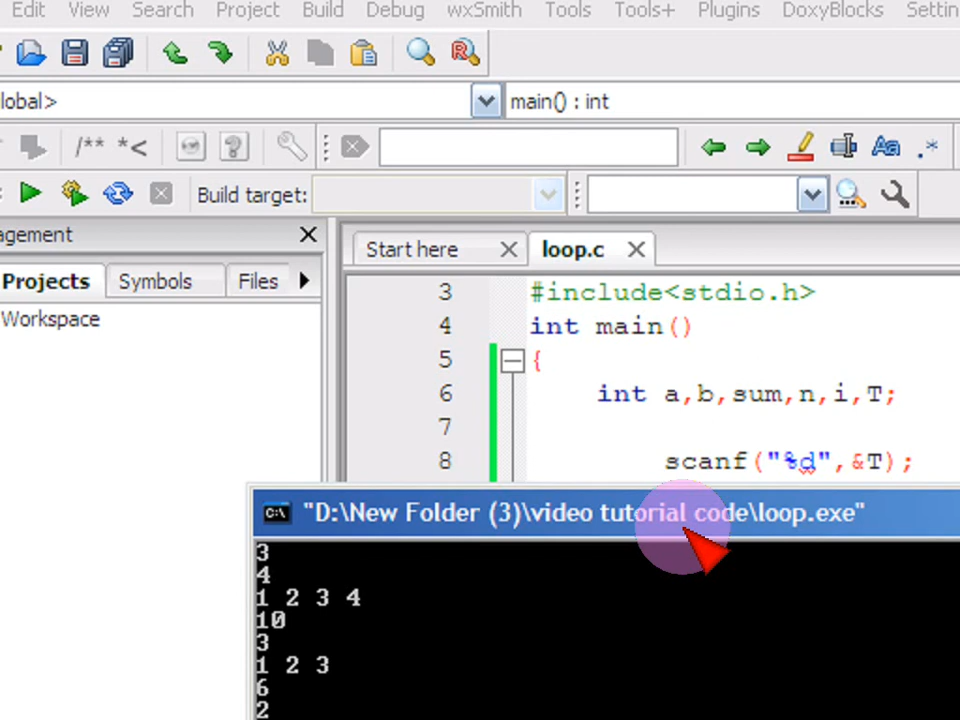 Edit View Search Project Build Debug wxSmith Tools Tools+ Plugins DoxyBlocks
lobal> main() : int
/** *<
Build target:
agement
Start here loop.c
Projects Symbols Files
Workspace
3 #include<stdio.h>
4 int main()
5 {
6 int a,b,sum,n,i,T;
7
8 scanf("%d",&T);
C:\ "D:\New Folder (3)\video tutorial code\loop.exe"
3
4
1 2 3 4
10
3
1 2 3
6
2